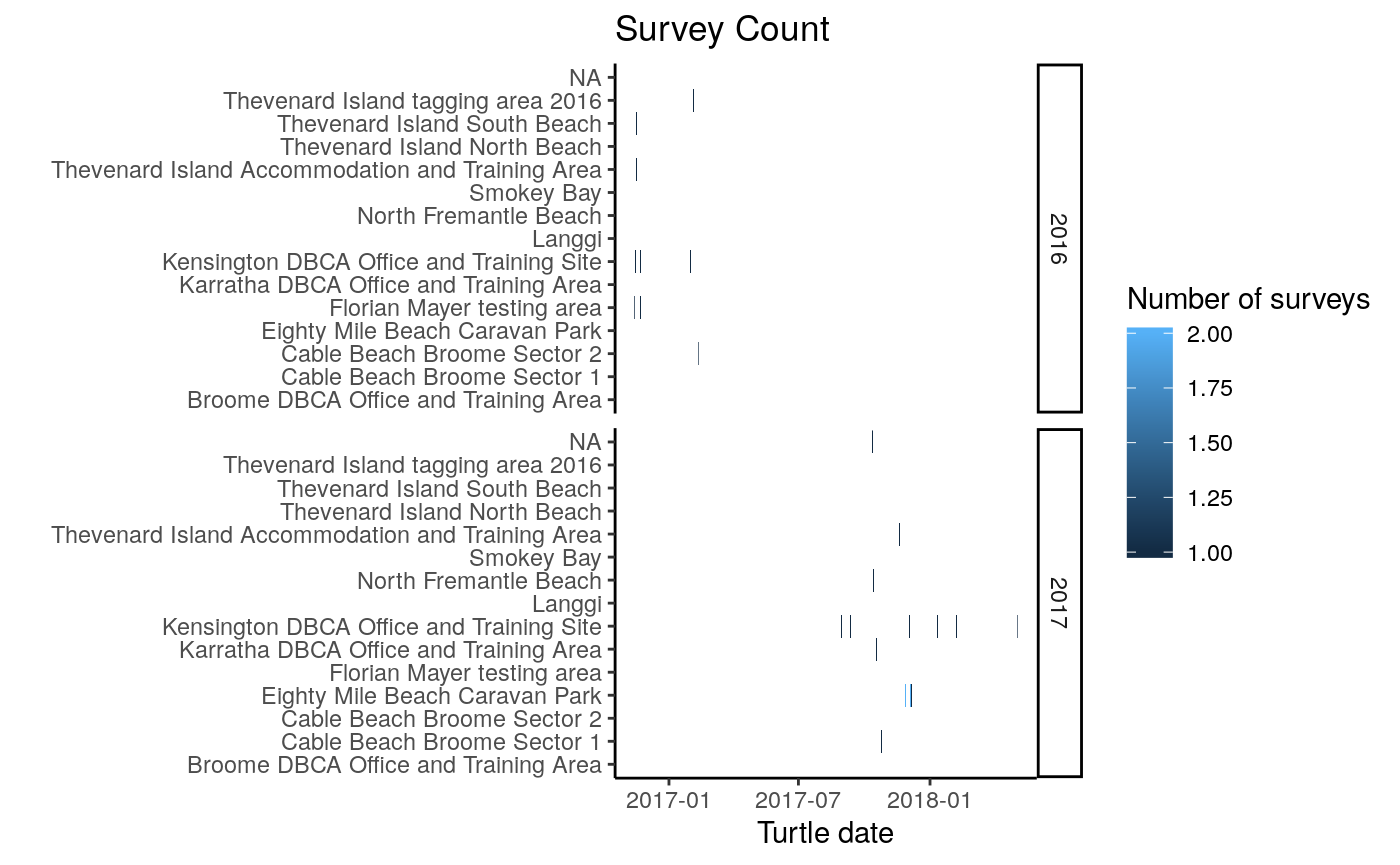 Survey Count
NA
Thevenard Island tagging area 2016
Thevenard Island South Beach
Thevenard Island North Beach
Thevenard Island Accommodation and Training Area
Smokey Bay
North Fremantle Beach
Langgi
Kensington DBCA Office and Training Site
Karratha DBCA Office and Training Area
Florian Mayer testing area
Eighty Mile Beach Caravan Park
Cable Beach Broome Sector 2
Cable Beach Broome Sector 1
Broome DBCA Office and Training Area
2016
NA
Thevenard Island tagging area 2016
Thevenard Island South Beach
Thevenard Island North Beach
Thevenard Island Accommodation and Training Area
Smokey Bay
North Fremantle Beach
Langgi
Kensington DBCA Office and Training Site
Karratha DBCA Office and Training Area
Florian Mayer testing area
Eighty Mile Beach Caravan Park
Cable Beach Broome Sector 2
Cable Beach Broome Sector 1
Broome DBCA Office and Training Area
2017
2017-01 2017-07 2018-01
Turtle date
Number of surveys
2.00
1.75
1.50
1.25
1.00